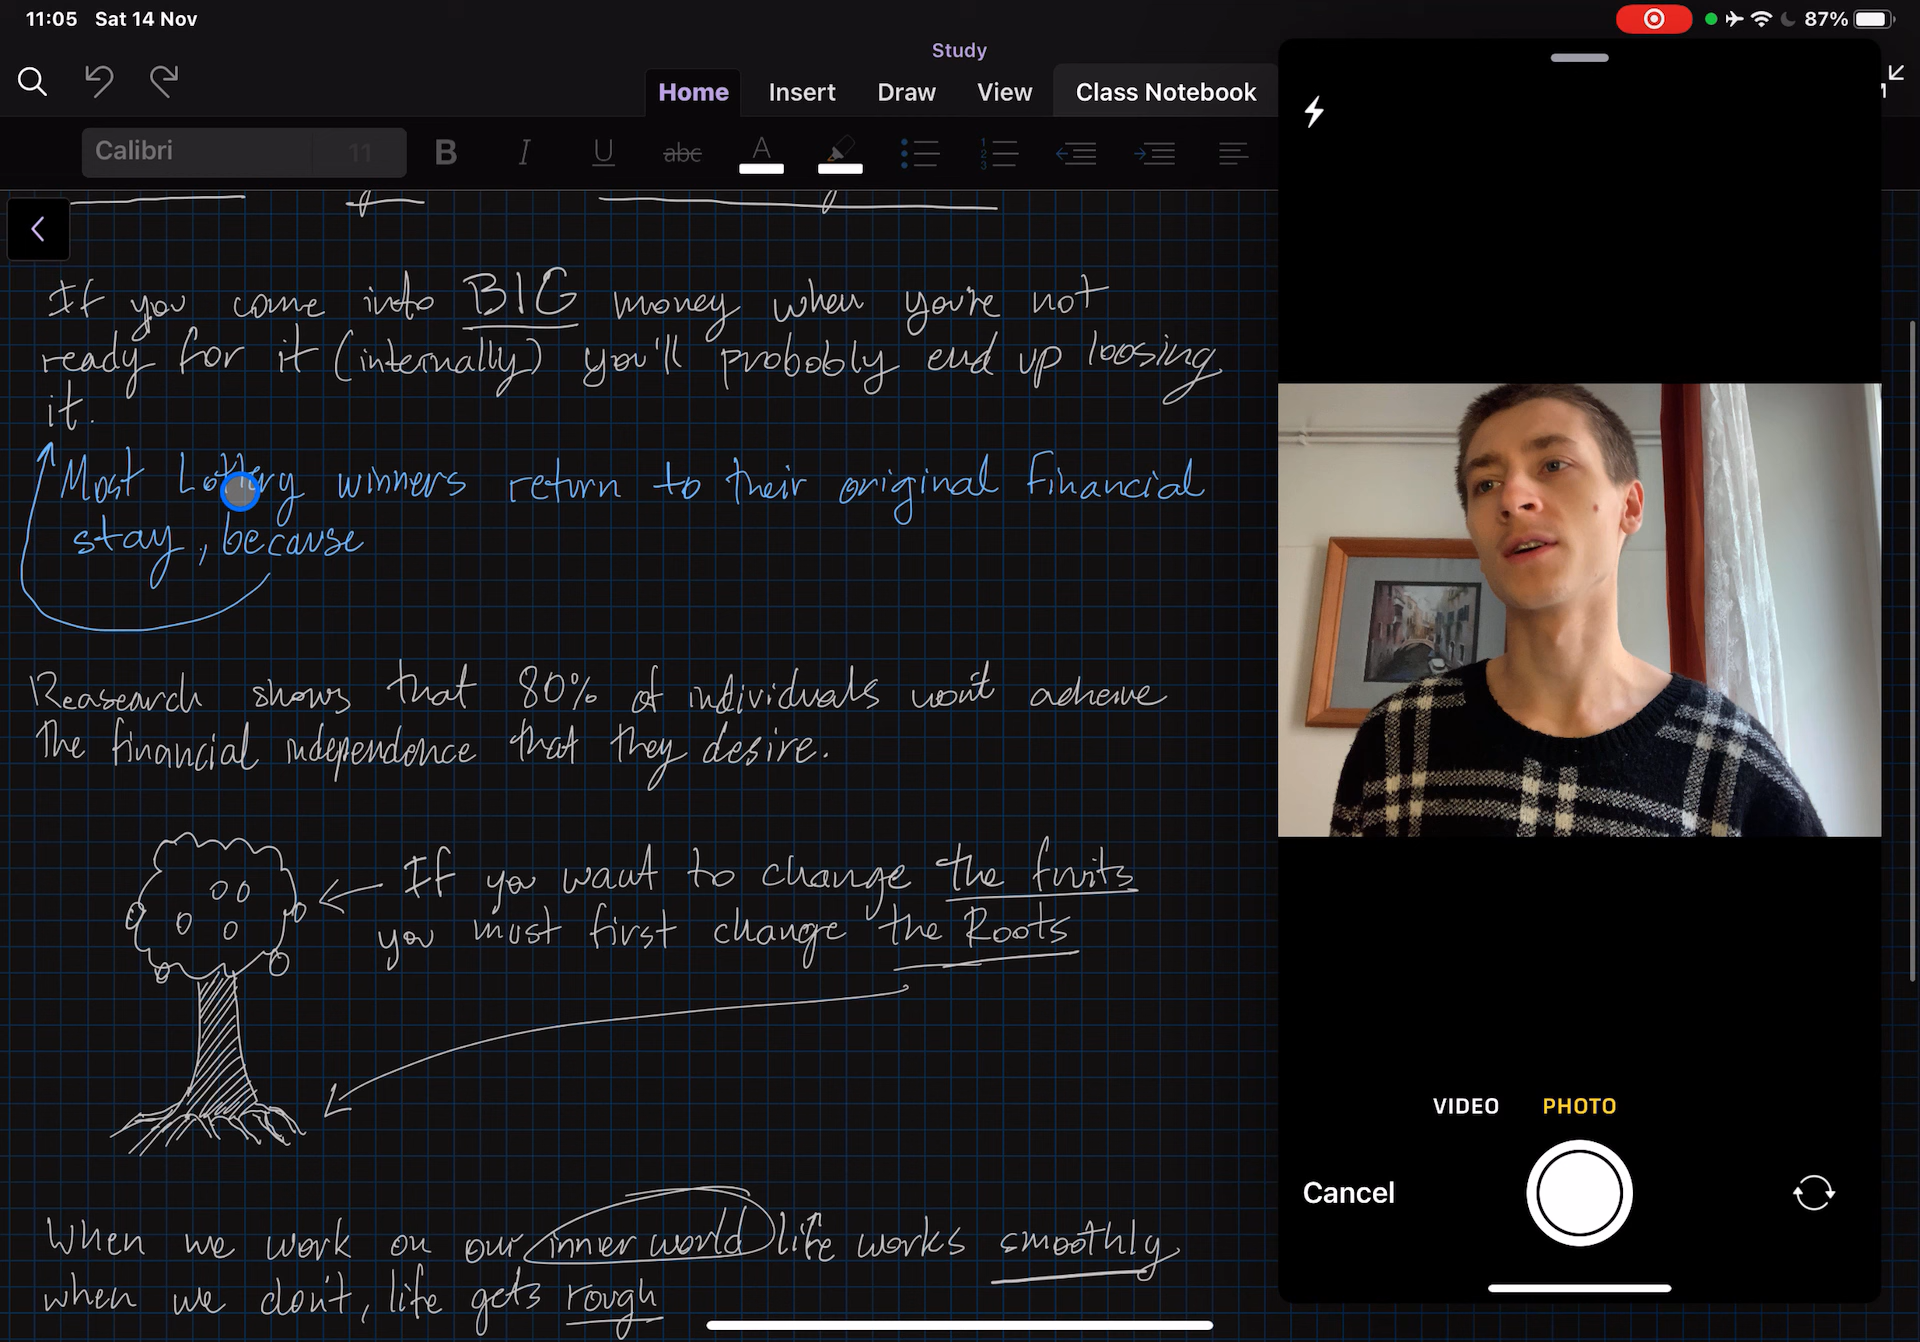 11:05 Sat 14 Nov
87%
Study
Home Insert Draw View Class Notebook
Calibri 11
B I U abc A
If you come into BIG money when you're not
ready for it (internally) you'll probobly end up loosing
it.
Most Lottery winners return to their original financial
stay, because
Reasearch shows that 80% of individuals won't acheive
the financial independence that they desire.
If you want to change the fruits
you must first change the Roots
When we work on our inner world life works smoothly
when we don't, life gets rough
VIDEO PHOTO
Cancel